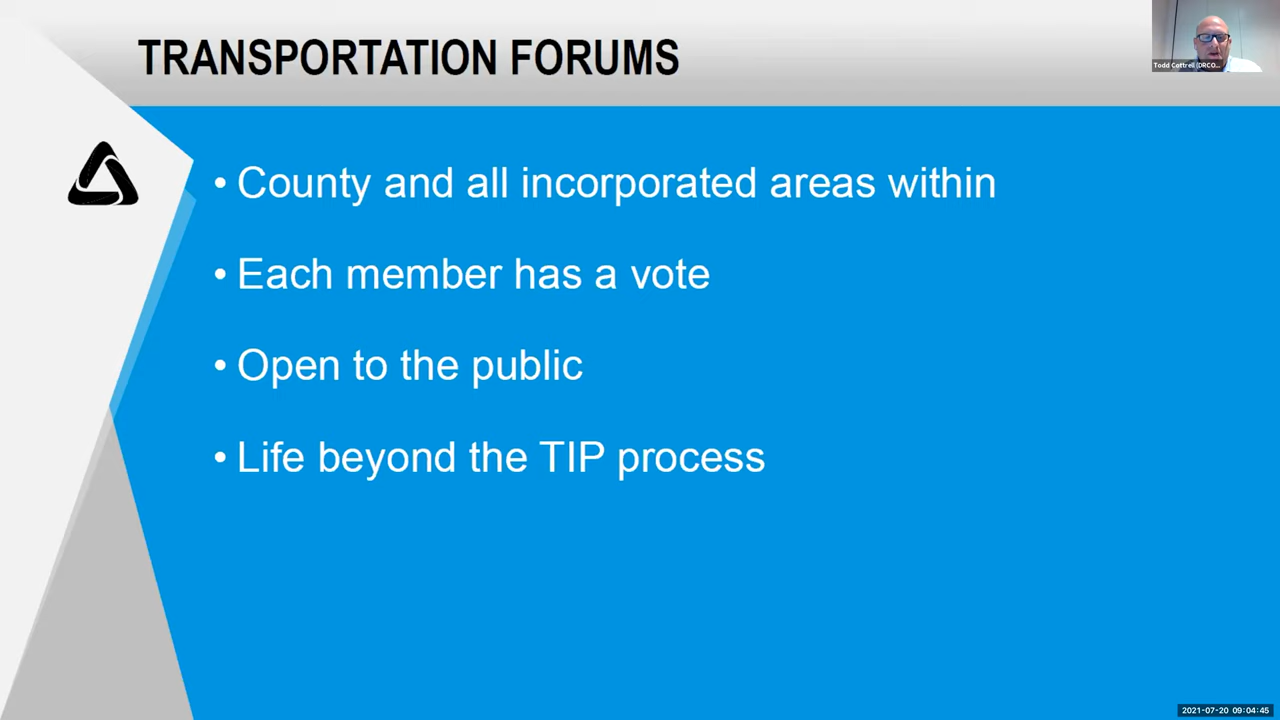 TRANSPORTATION FORUMS
Todd Cottrell (DRCO...
• County and all incorporated areas within
• Each member has a vote
• Open to the public
• Life beyond the TIP process
2021-07-20 09:04:45